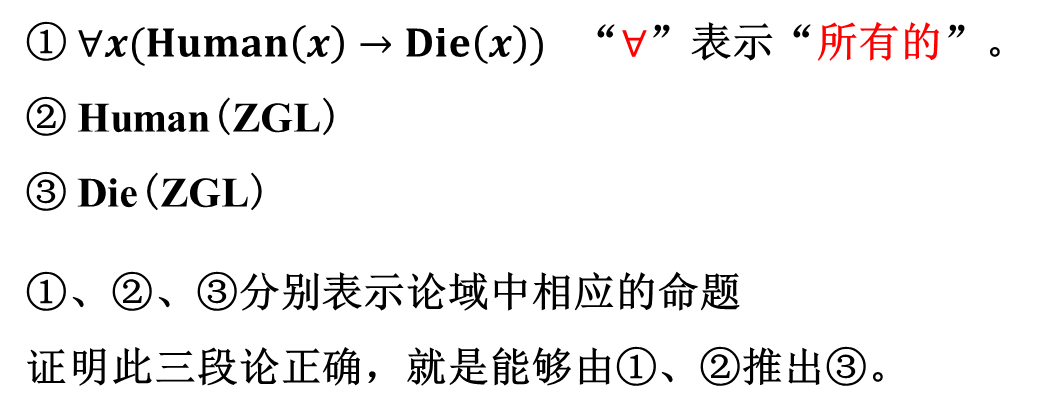 ① ∀x(Human(x) → Die(x)) “∀”表示“所有的”。
② Human(ZGL)
③ Die(ZGL)
①、②、③分别表示论域中相应的命题
证明此三段论正确，就是能够由①、②推出③。